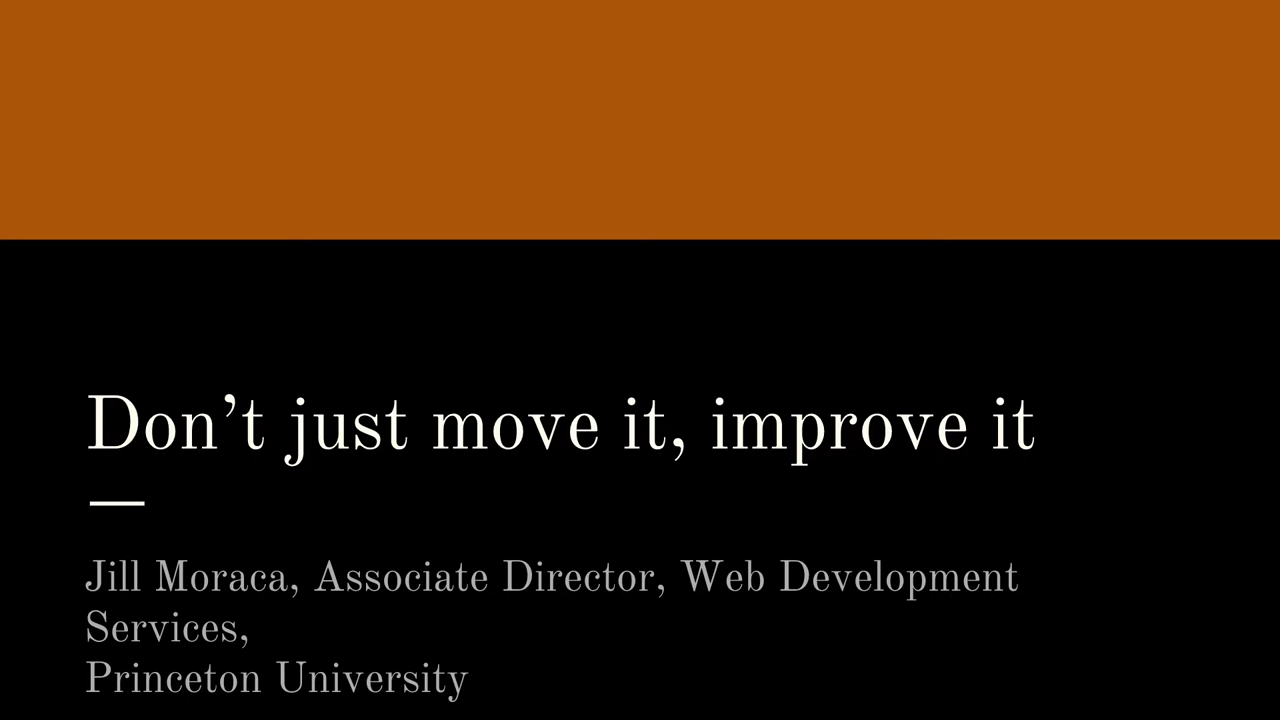 Don’t just move it, improve it
Jill Moraca, Associate Director, Web Development
Services,
Princeton University